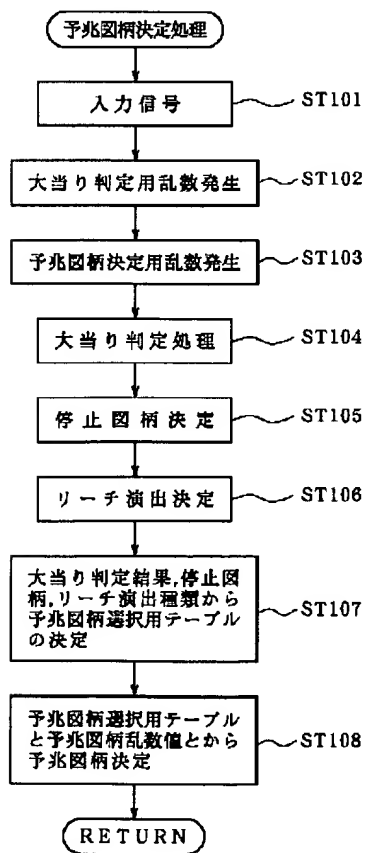 予兆図柄決定処理
入力信号
ST101
大当り判定用乱数発生
ST102
予兆図柄決定用乱数発生
ST103
大当り判定処理
ST104
停止図柄決定
ST105
リーチ演出決定
ST106
大当り判定結果,停止図
柄,リーチ演出種類から
予兆図柄選択用テーブル
の決定
ST107
予兆図柄選択用テーブル
と予兆図柄乱数値とから
予兆図柄決定
ST108
RETURN